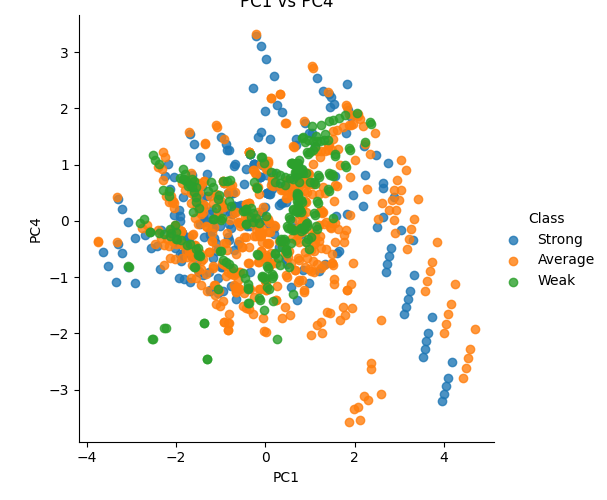 PC1 vs PC4
3
2
1
0
−1
−2
−3
PC4
−4
−2
0
2
4
PC1
Class
Strong
Average
Weak